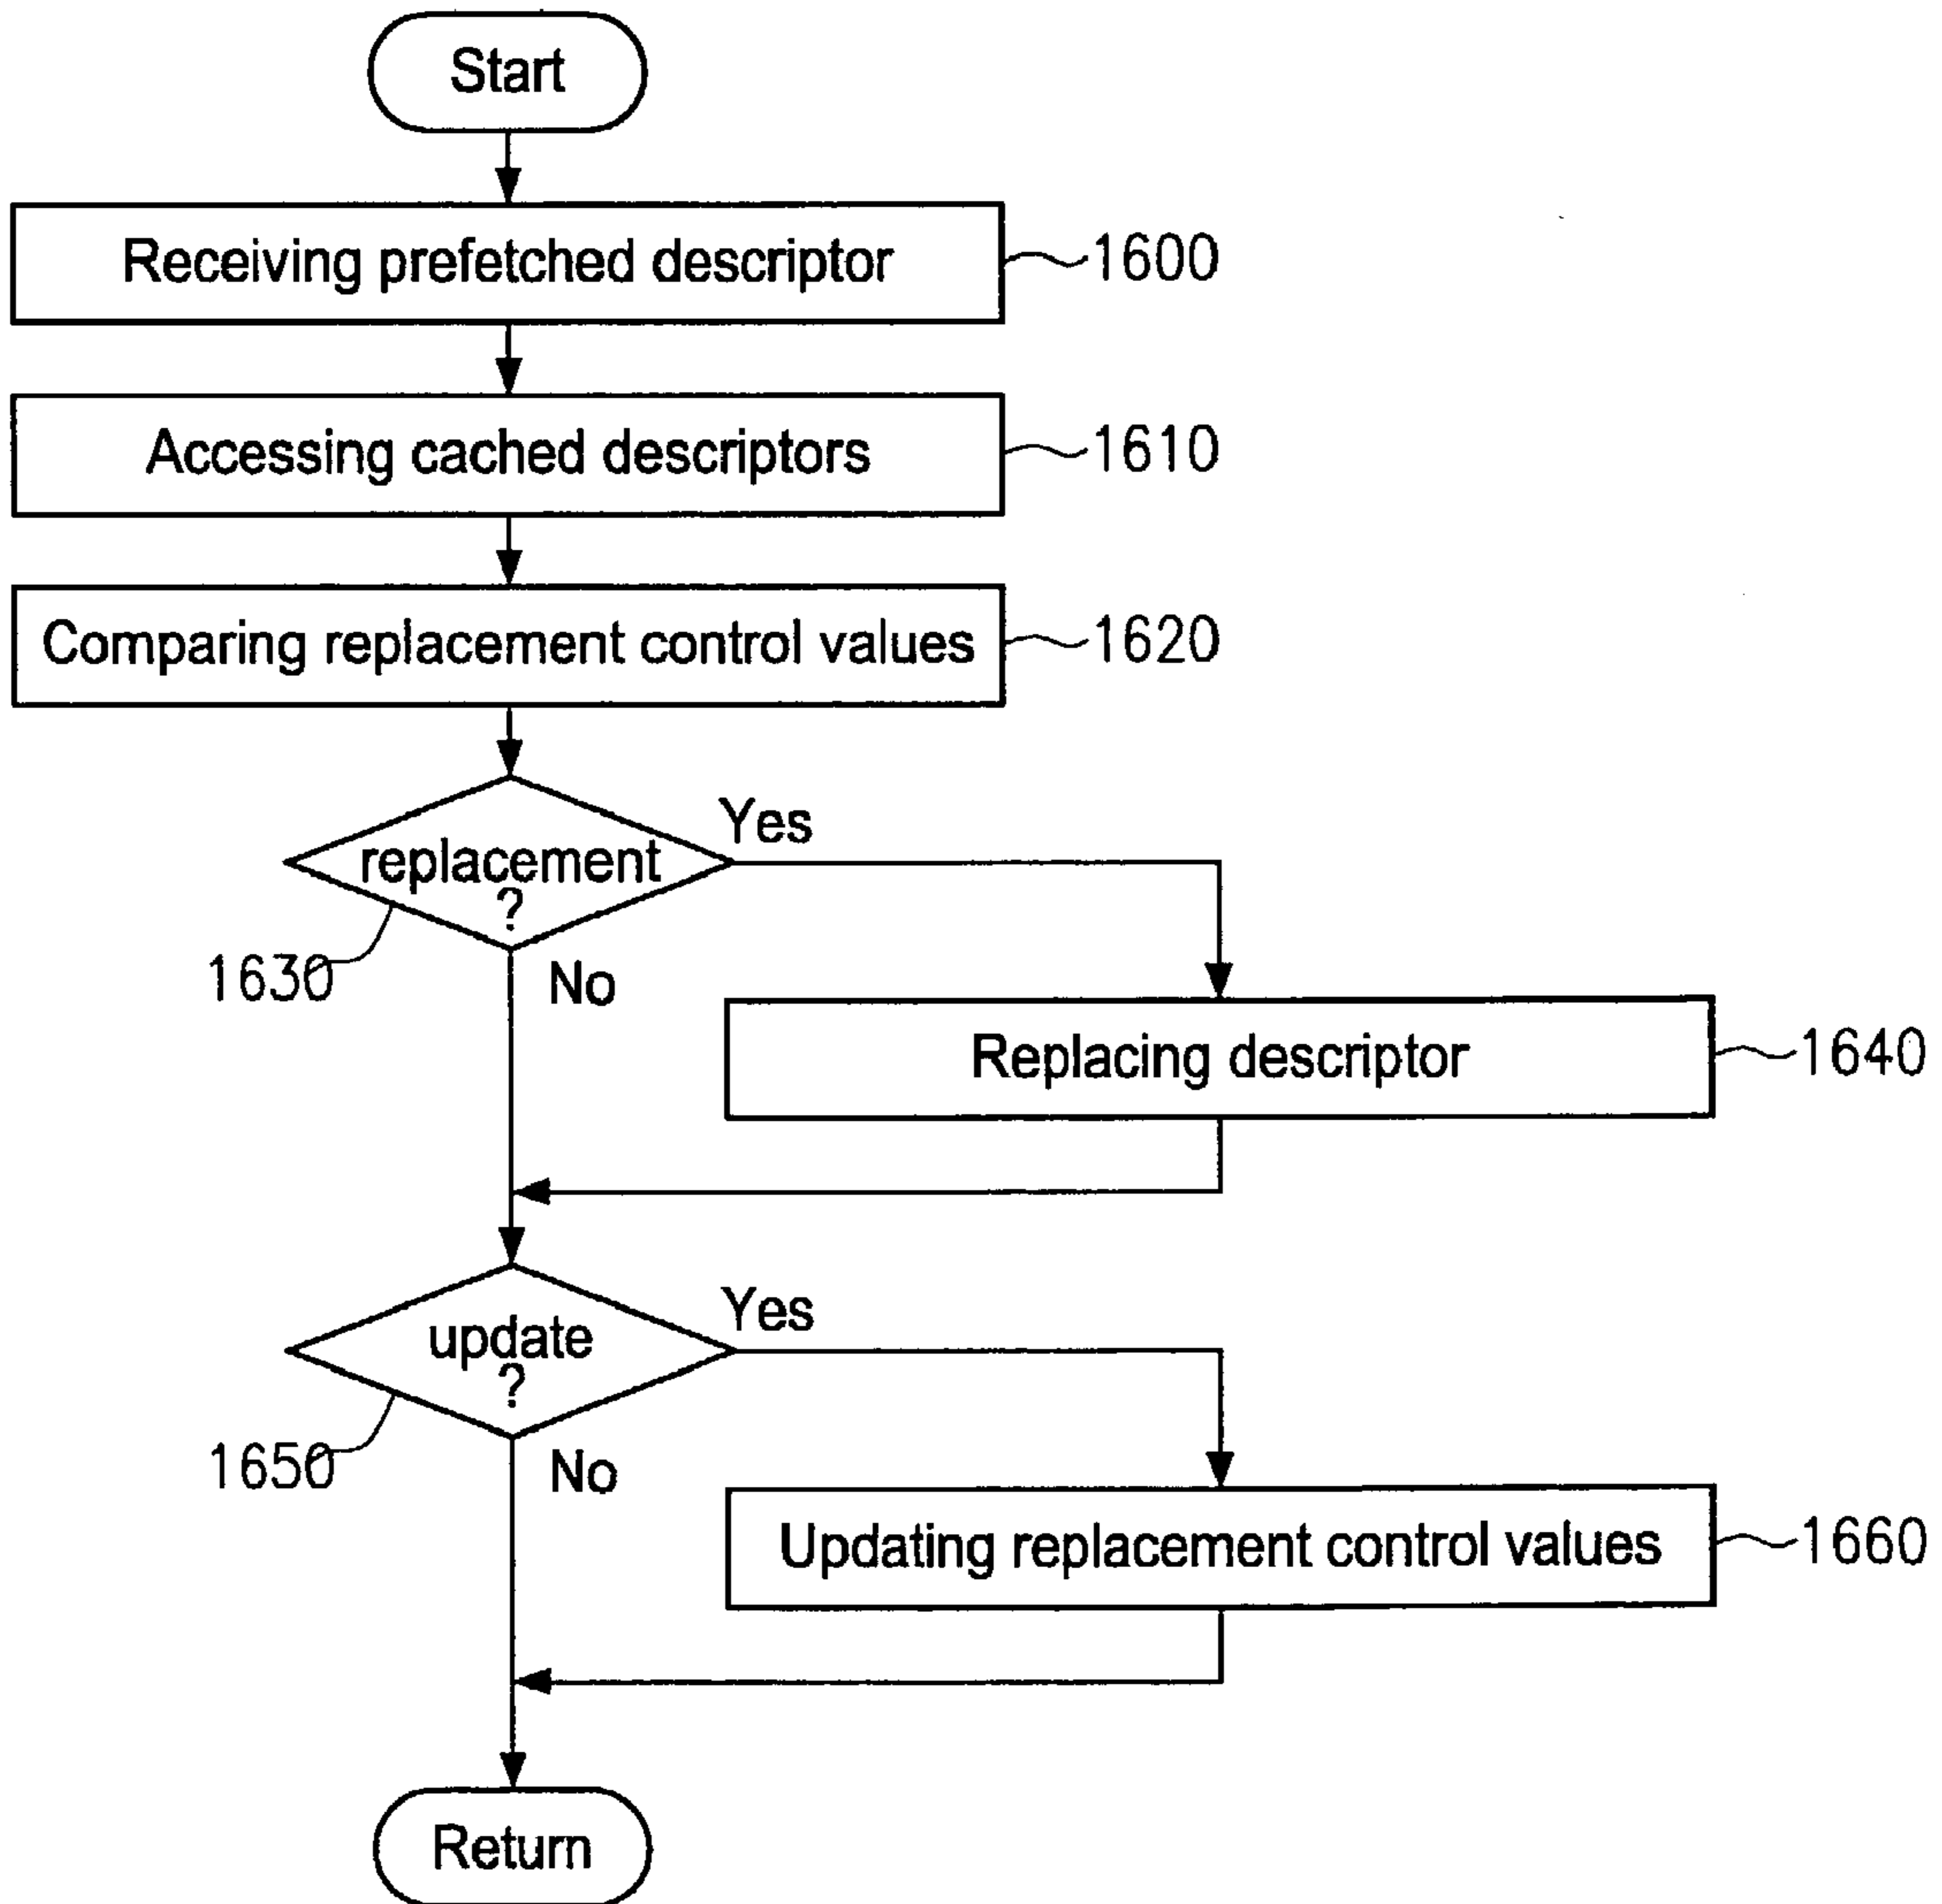 Start
Receiving prefetched descriptor
1600
Accessing cached descriptors
1610
Comparing replacement control values
1620
replacement
?
Yes
1630
No
Replacing descriptor
1640
update
?
Yes
1650
No
Updating replacement control values
1660
Return